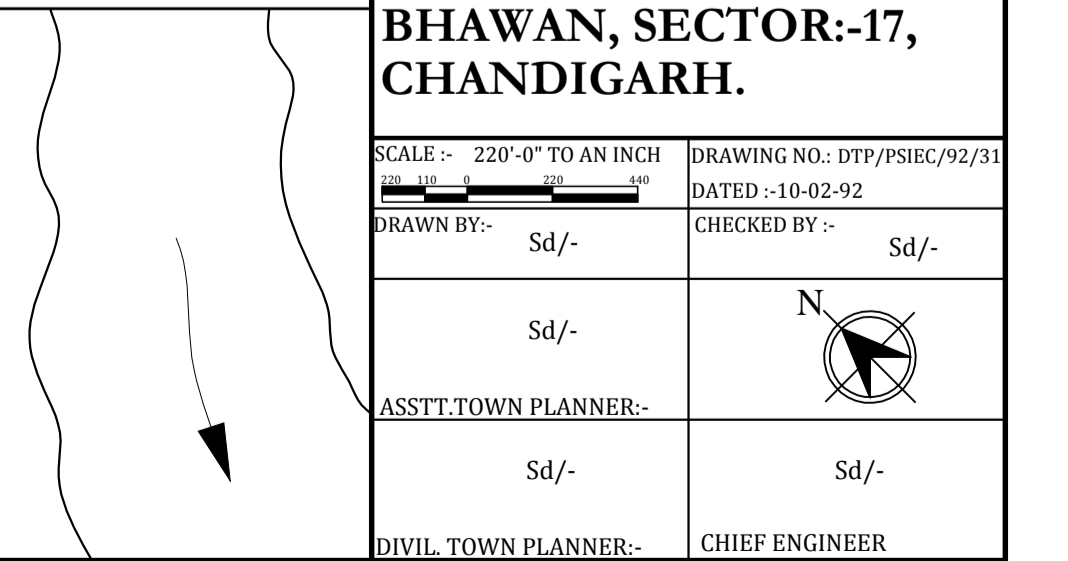 BHAWAN, SECTOR:-17,
CHANDIGARH.
SCALE :- 220'-0" TO AN INCH
220 110 0 220 440
DRAWING NO.: DTP/PSIEC/92/31
DATED :-10-02-92
DRAWN BY:- Sd/-
CHECKED BY :- Sd/-
Sd/-
ASSTT.TOWN PLANNER:-
N
Sd/-
DIVIL. TOWN PLANNER:-
Sd/-
CHIEF ENGINEER